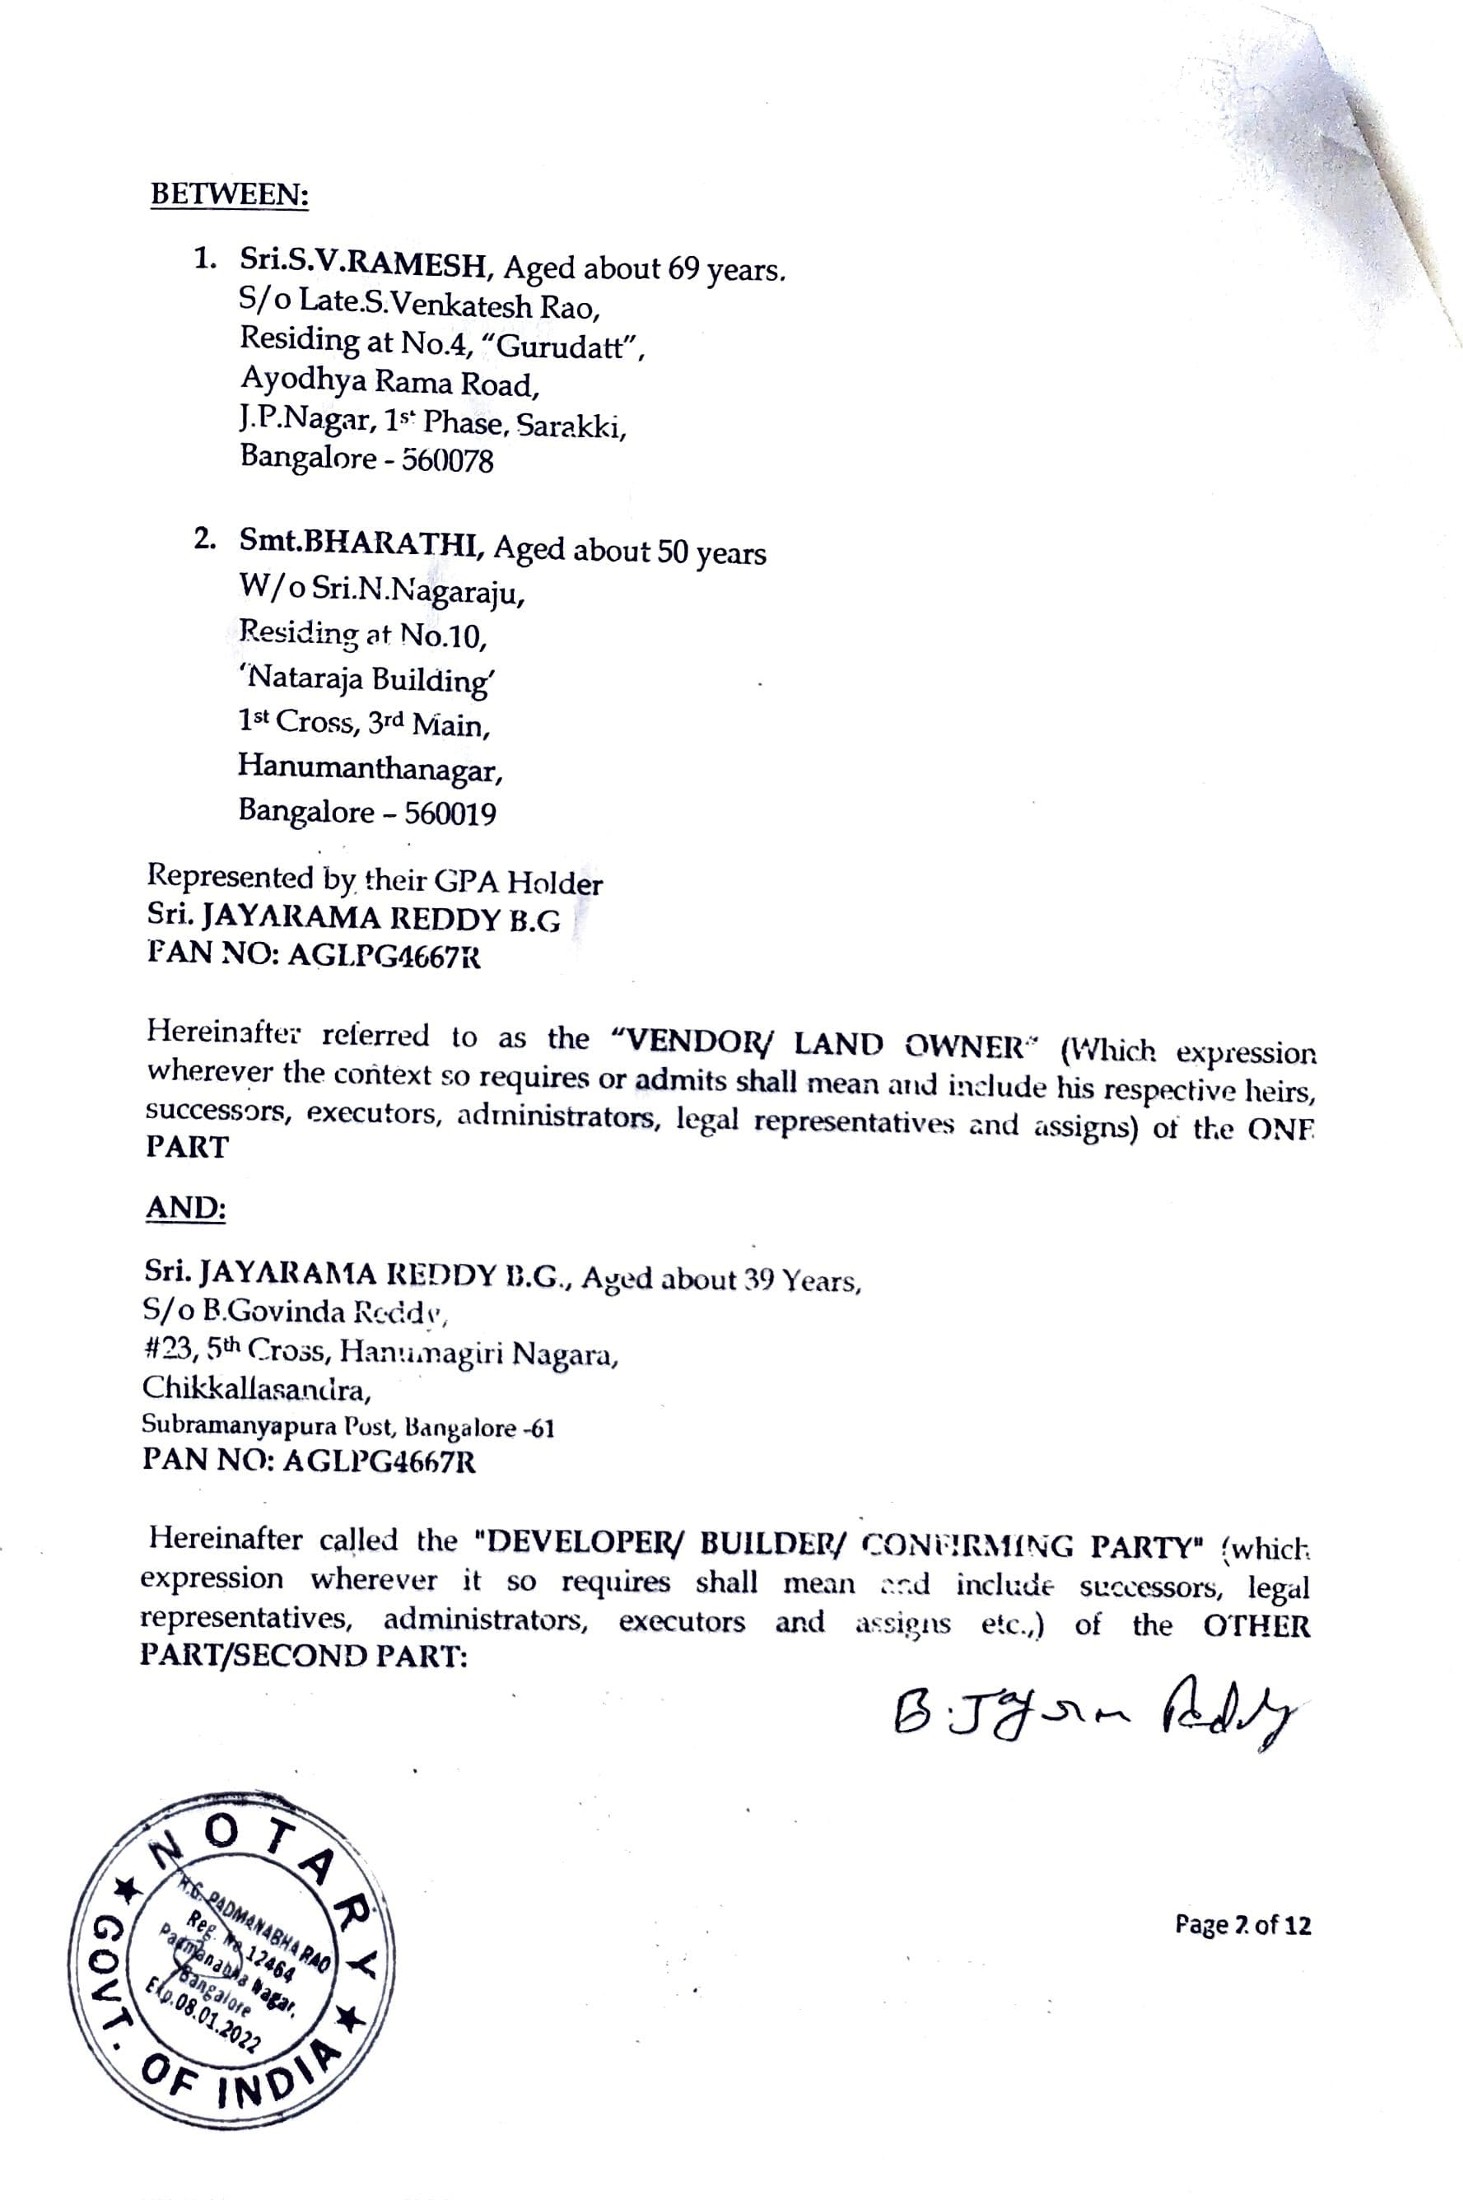 BETWEEN:
1. Sri.S.V.RAMESH, Aged about 69 years.
S/o Late.S.Venkatesh Rao,
Residing at No.4, “Gurudatt”,
Ayodhya Rama Road,
J.P.Nagar, 1st Phase, Sarakki,
Bangalore - 560078
2. Smt.BHARATHI, Aged about 50 years
W/o Sri.N.Nagaraju,
Residing at No.10,
‘'Nataraja Building’
1st Cross, 3rd Main,
Hanumanthanagar,
Bangalore – 560019
Represented by their GPA Holder
Sri. JAYARAMA REDDY B.G
PAN NO: AGLPG4667R
Hereinafter referred to as the “VENDOR/ LAND OWNER” (Which expression
wherever the context so requires or admits shall mean and include his respective heirs,
successors, executors, administrators, legal representatives and assigns) of the ONE
PART
AND:
Sri. JAYARAMA REDDY B.G., Aged about 39 Years,
S/o B.Govinda Reddy,
#23, 5th Cross, Hanumagiri Nagara,
Chikkallasandra,
Subramanyapura Post, Bangalore -61
PAN NO: AGLPG4667R
Hereinafter called the "DEVELOPER/ BUILDER/ CONFIRMING PARTY" (which
expression wherever it so requires shall mean and include successors, legal
representatives, administrators, executors and assigns etc.,) of the OTHER
PART/SECOND PART:
B. Jayaram Reddy
NOTARY
H.G. PADMANABHA RAO
Reg. No 12464
Padmanabha Nagar,
Bangalore
Exp.08.01.2022
GOVT. OF INDIA
Page 2 of 12